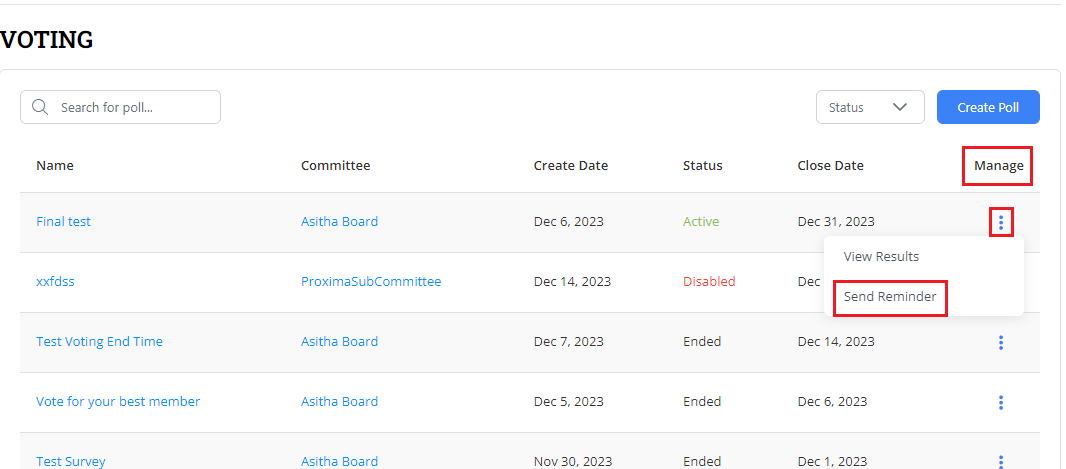 VOTING
Search for poll...
Status
Create Poll
Name Committee Create Date Status Close Date Manage
Final test Asitha Board Dec 6, 2023 Active Dec 31, 2023
View Results
xxfdss ProximaSubCommittee Dec 14, 2023 Disabled Dec
Send Reminder
Test Voting End Time Asitha Board Dec 7, 2023 Ended Dec 14, 2023
Vote for your best member Asitha Board Dec 5, 2023 Ended Dec 6, 2023
Test Survey Asitha Board Nov 30, 2023 Ended Dec 1, 2023